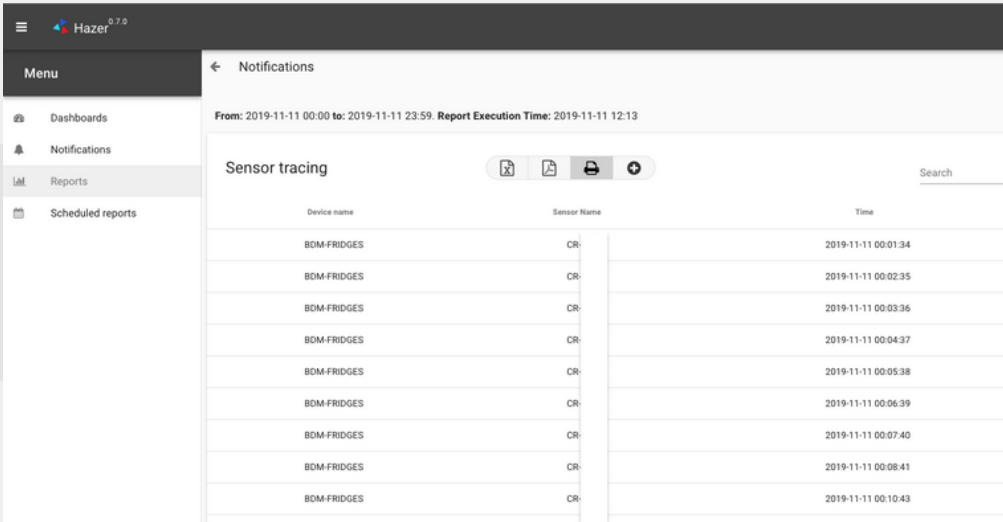 Hazer 0.7.0
Menu
Dashboards
Notifications
Reports
Scheduled reports
Notifications
From: 2019-11-11 00:00 to: 2019-11-11 23:59. Report Execution Time: 2019-11-11 12:13
Sensor tracing
Search
Device name Sensor Name Time
BDM-FRIDGES CR- 2019-11-11 00:01:34
BDM-FRIDGES CR- 2019-11-11 00:02:35
BDM-FRIDGES CR- 2019-11-11 00:03:36
BDM-FRIDGES CR- 2019-11-11 00:04:37
BDM-FRIDGES CR- 2019-11-11 00:05:38
BDM-FRIDGES CR- 2019-11-11 00:06:39
BDM-FRIDGES CR- 2019-11-11 00:07:40
BDM-FRIDGES CR- 2019-11-11 00:08:41
BDM-FRIDGES CR- 2019-11-11 00:10:43